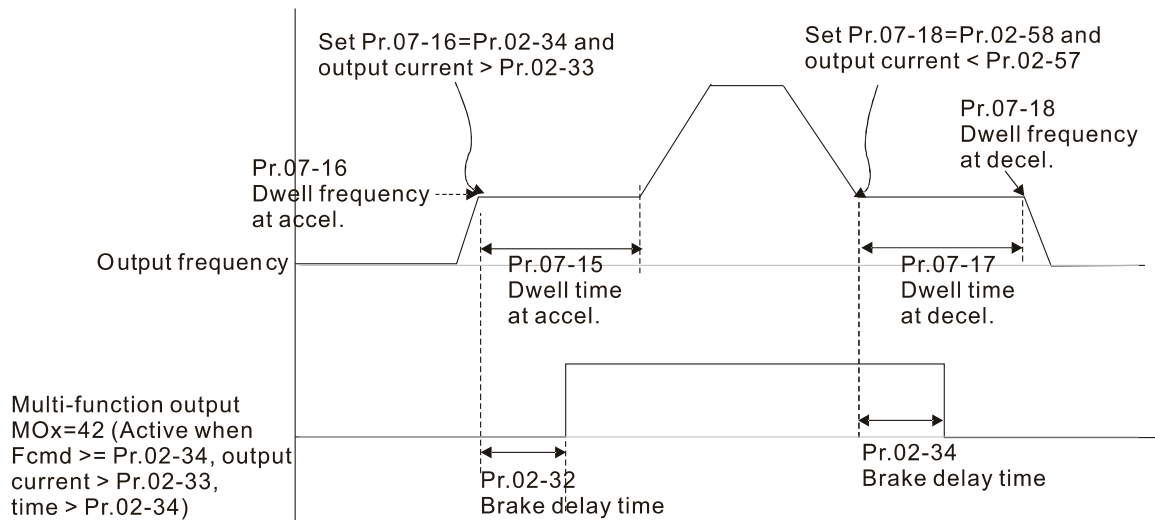 Set Pr.07-16=Pr.02-34 and
output current > Pr.02-33
Set Pr.07-18=Pr.02-58 and
output current < Pr.02-57
Pr.07-18
Dwell frequency
at decel.
Pr.07-16
Dwell frequency
at accel.
Output frequency
Pr.07-15
Dwell time
at accel.
Pr.07-17
Dwell time
at decel.
Multi-function output
MOx=42 (Active when
Fcmd >= Pr.02-34, output
current > Pr.02-33,
time > Pr.02-34)
Pr.02-32
Brake delay time
Pr.02-34
Brake delay time